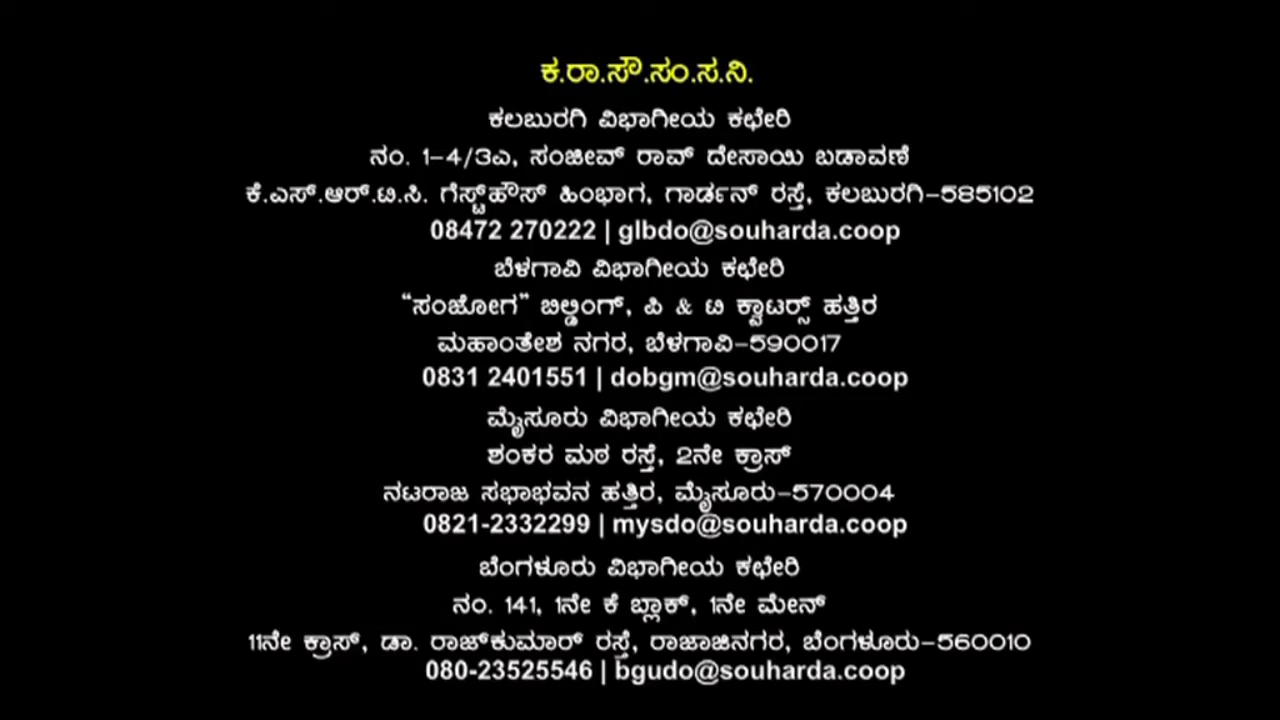 ಕ.ರಾ.ಸೌ.ಸಂ.ಸ.ನಿ.
ಕಲಬುರಗಿ ವಿಭಾಗೀಯ ಕಛೇರಿ
ನಂ. 1-4/3ಎ, ಸಂಜೀವ್ ರಾವ್ ದೇಸಾಯಿ ಬಡಾವಣೆ
ಕೆ.ಎಸ್.ಆರ್.ಟಿ.ಸಿ. ಗೆಸ್ಟ್‌ಹೌಸ್ ಹಿಂಭಾಗ, ಗಾರ್ಡನ್ ರಸ್ತೆ, ಕಲಬುರಗಿ-585102
08472 270222 | glbdo@souharda.coop
ಬೆಳಗಾವಿ ವಿಭಾಗೀಯ ಕಛೇರಿ
“ಸಂಜೋಗ” ಬಿಲ್ಡಿಂಗ್, ಪಿ & ಟಿ ಕ್ವಾಟರ್ಸ್ ಹತ್ತಿರ
ಮಹಾಂತೇಶ ನಗರ, ಬೆಳಗಾವಿ-590017
0831 2401551 | dobgm@souharda.coop
ಮೈಸೂರು ವಿಭಾಗೀಯ ಕಛೇರಿ
ಶಂಕರ ಮಠ ರಸ್ತೆ, 2ನೇ ಕ್ರಾಸ್
ನಟರಾಜ ಸಭಾಭವನ ಹತ್ತಿರ, ಮೈಸೂರು-570004
0821-2332299 | mysdo@souharda.coop
ಬೆಂಗಳೂರು ವಿಭಾಗೀಯ ಕಛೇರಿ
ನಂ. 141, 1ನೇ ಕೆ ಬ್ಲಾಕ್, 1ನೇ ಮೇನ್
11ನೇ ಕ್ರಾಸ್, ಡಾ. ರಾಜ್‌ಕುಮಾರ್ ರಸ್ತೆ, ರಾಜಾಜಿನಗರ, ಬೆಂಗಳೂರು-560010
080-23525546 | bgudo@souharda.coop